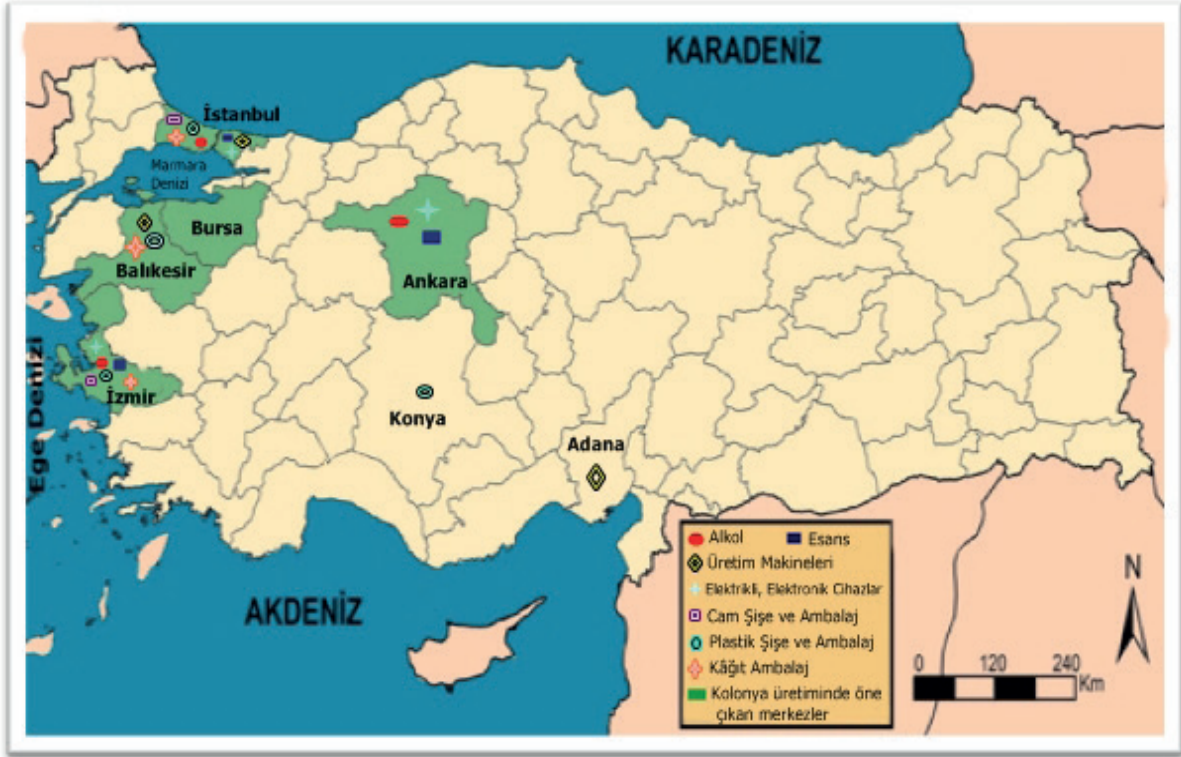 KARADENİZ
İstanbul
Marmara
Denizi
Bursa
Balıkesir
Ankara
Ege Denizi
İzmir
Konya
Adana
AKDENİZ
Alkol Esans
Üretim Makineleri
Elektrikli, Elektronik Cihazlar
Cam Şişe ve Ambalaj
Plastik Şişe ve Ambalaj
Kâğıt Ambalaj
Kolonya üretiminde öne
çıkan merkezler
N
0 120 240
Km